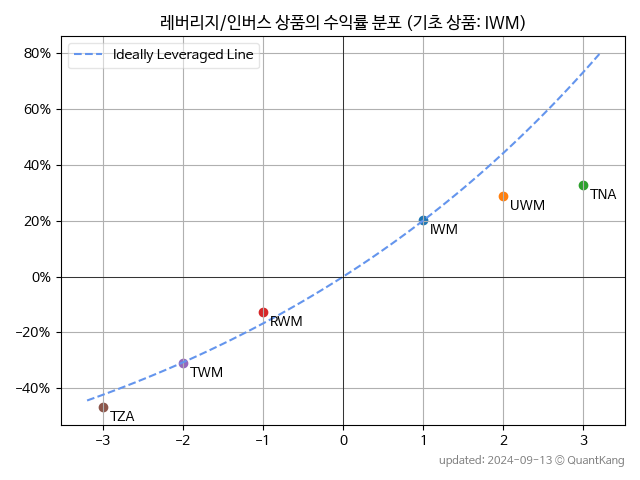 레버리지/인버스 상품의 수익률 분포 (기초 상품: IWM)
80%
Ideally Leveraged Line
60%
40%
TNA
UWM
20%
IWM
0%
RWM
−20%
TWM
−40%
TZA
−3 −2 −1 0 1 2 3
updated: 2024-09-13 © QuantKang